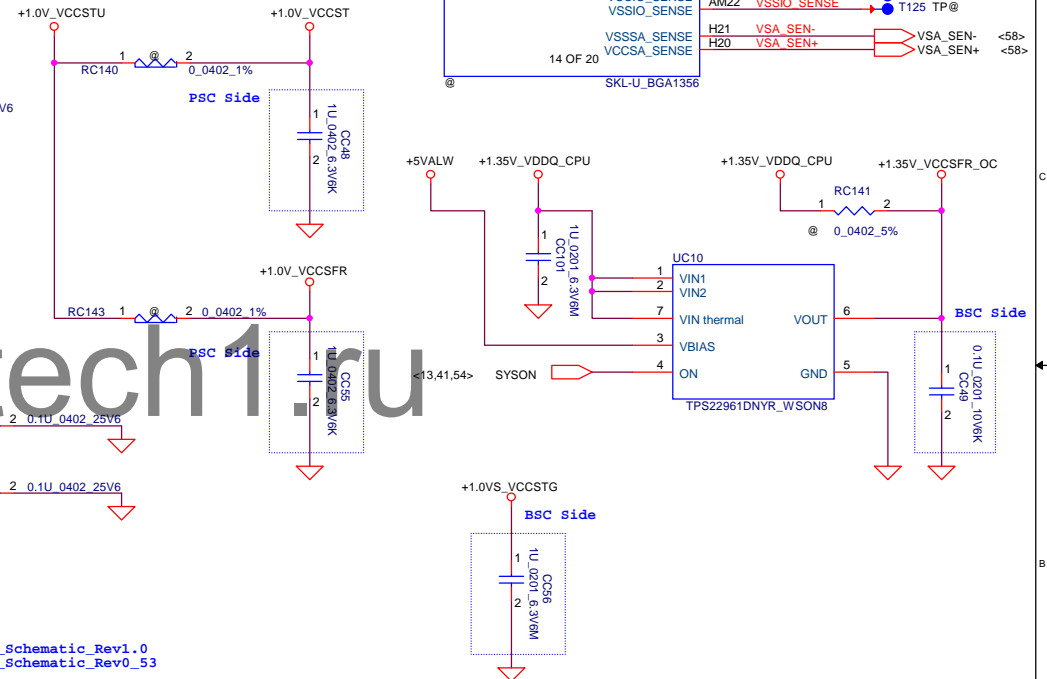 +1.0V_VCCSTU
+1.0V_VCCST
1 @ 2
RC140
0_0402_1%
PSC Side
1
1U_0402_6.3V6K
CC48
2
V6
VSSIO_SENSE
AM22
VSSIO_SENSE
T125 TP@
VSSSA_SENSE
H21
VSA_SEN-
VSA_SEN- <58>
VCCSA_SENSE
H20
VSA_SEN+
VSA_SEN+ <58>
14 OF 20
@
SKL-U_BGA1356
C
+5VALW
+1.35V_VDDQ_CPU
1
1U_0201_6.3V6M
CC101
2
+1.35V_VDDQ_CPU
+1.35V_VCCSFR_OC
RC141
1 2
@ 0_0402_5%
UC10
1 VIN1
2 VIN2
7 VIN thermal
VOUT 6
3 VBIAS
4 ON
GND 5
TPS22961DNYR_WSON8
<13,41,54> SYSON
BSC Side
1
0.1U_0201_10V6K
CC49
2
+1.0V_VCCSFR
RC143 1 @ 2 0_0402_1%
PSC Side
1
1U_0402_6.3V6K
CC55
2
tech1.ru
2 0.1U_0402_25V6
2 0.1U_0402_25V6
+1.0VS_VCCSTG
BSC Side
1
1U_0201_6.3V6M
CC56
2
B
_Schematic_Rev1.0
_Schematic_Rev0_53